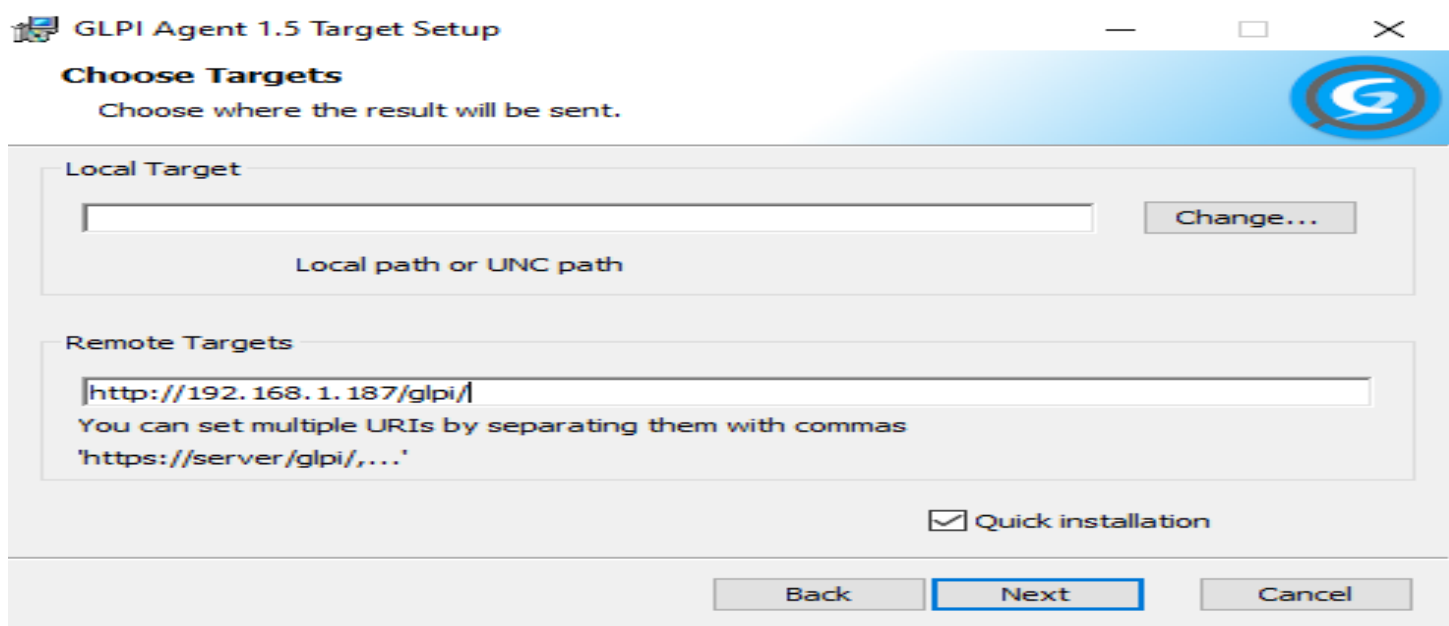 GLPI Agent 1.5 Target Setup
Choose Targets
Choose where the result will be sent.
Local Target
Change...
Local path or UNC path
Remote Targets
http://192.168.1.187/glpi/
You can set multiple URIs by separating them with commas
'https://server/glpi/,...'
Quick installation
Back Next Cancel